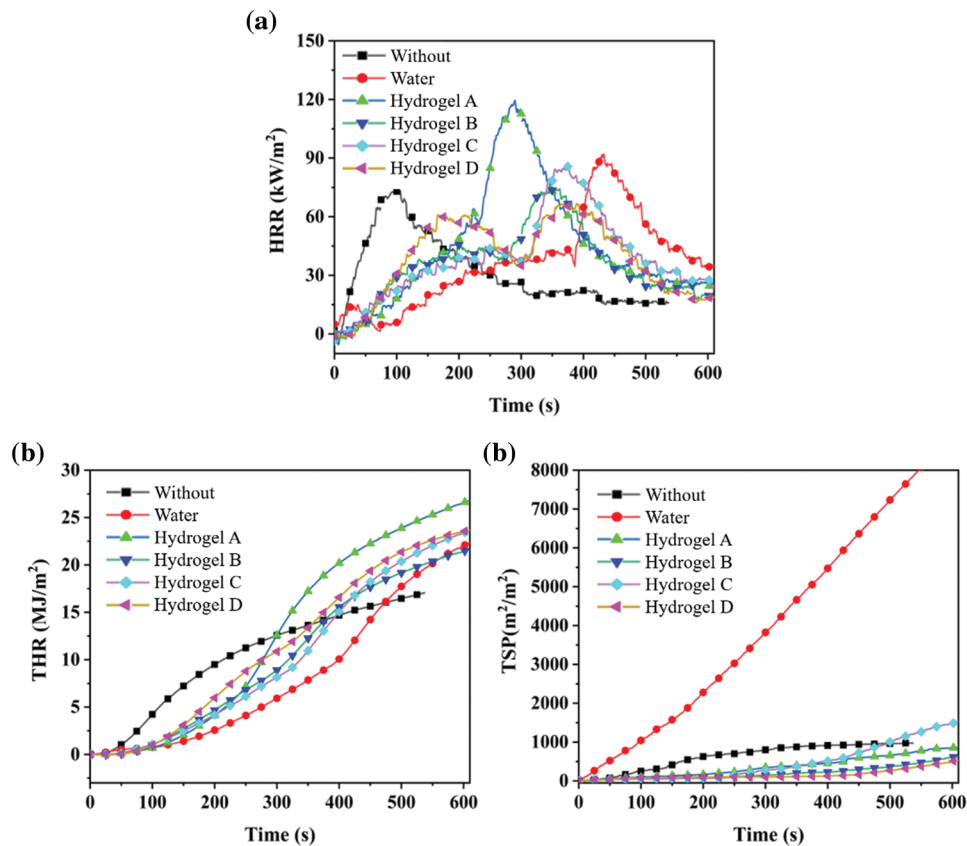 (a)
150
120
90
60
30
0
HRR (kW/m²)
Without
Water
Hydrogel A
Hydrogel B
Hydrogel C
Hydrogel D
0 100 200 300 400 500 600
Time (s)
(b)
30
25
20
15
10
5
0
THR (MJ/m²)
Without
Water
Hydrogel A
Hydrogel B
Hydrogel C
Hydrogel D
0 100 200 300 400 500 600
Time (s)
(b)
8000
7000
6000
5000
4000
3000
2000
1000
0
TSP(m²/m²)
Without
Water
Hydrogel A
Hydrogel B
Hydrogel C
Hydrogel D
0 100 200 300 400 500 600
Time (s)